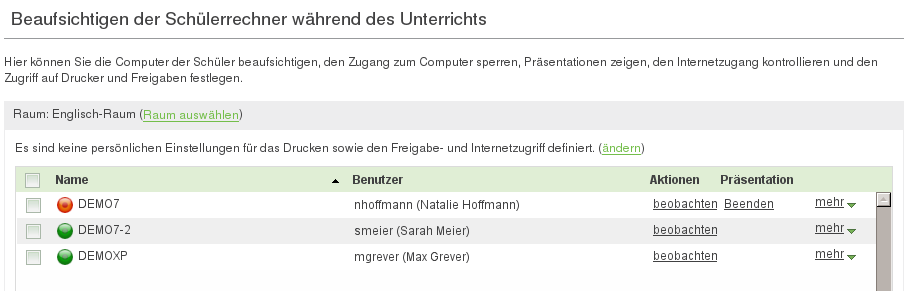 Beaufsichtigen der Schülerrechner während des Unterrichts
Hier können Sie die Computer der Schüler beaufsichtigen, den Zugang zum Computer sperren, Präsentationen zeigen, den Internetzugang kontrollieren und den
Zugriff auf Drucker und Freigaben festlegen.
Raum: Englisch-Raum (Raum auswählen)
Es sind keine persönlichen Einstellungen für das Drucken sowie den Freigabe- und Internetzugriff definiert. (ändern)
Name Benutzer Aktionen Präsentation
DEMO7 nhoffmann (Natalie Hoffmann) beobachten Beenden mehr
DEMO7-2 smeier (Sarah Meier) beobachten mehr
DEMOXP mgrever (Max Grever) beobachten mehr